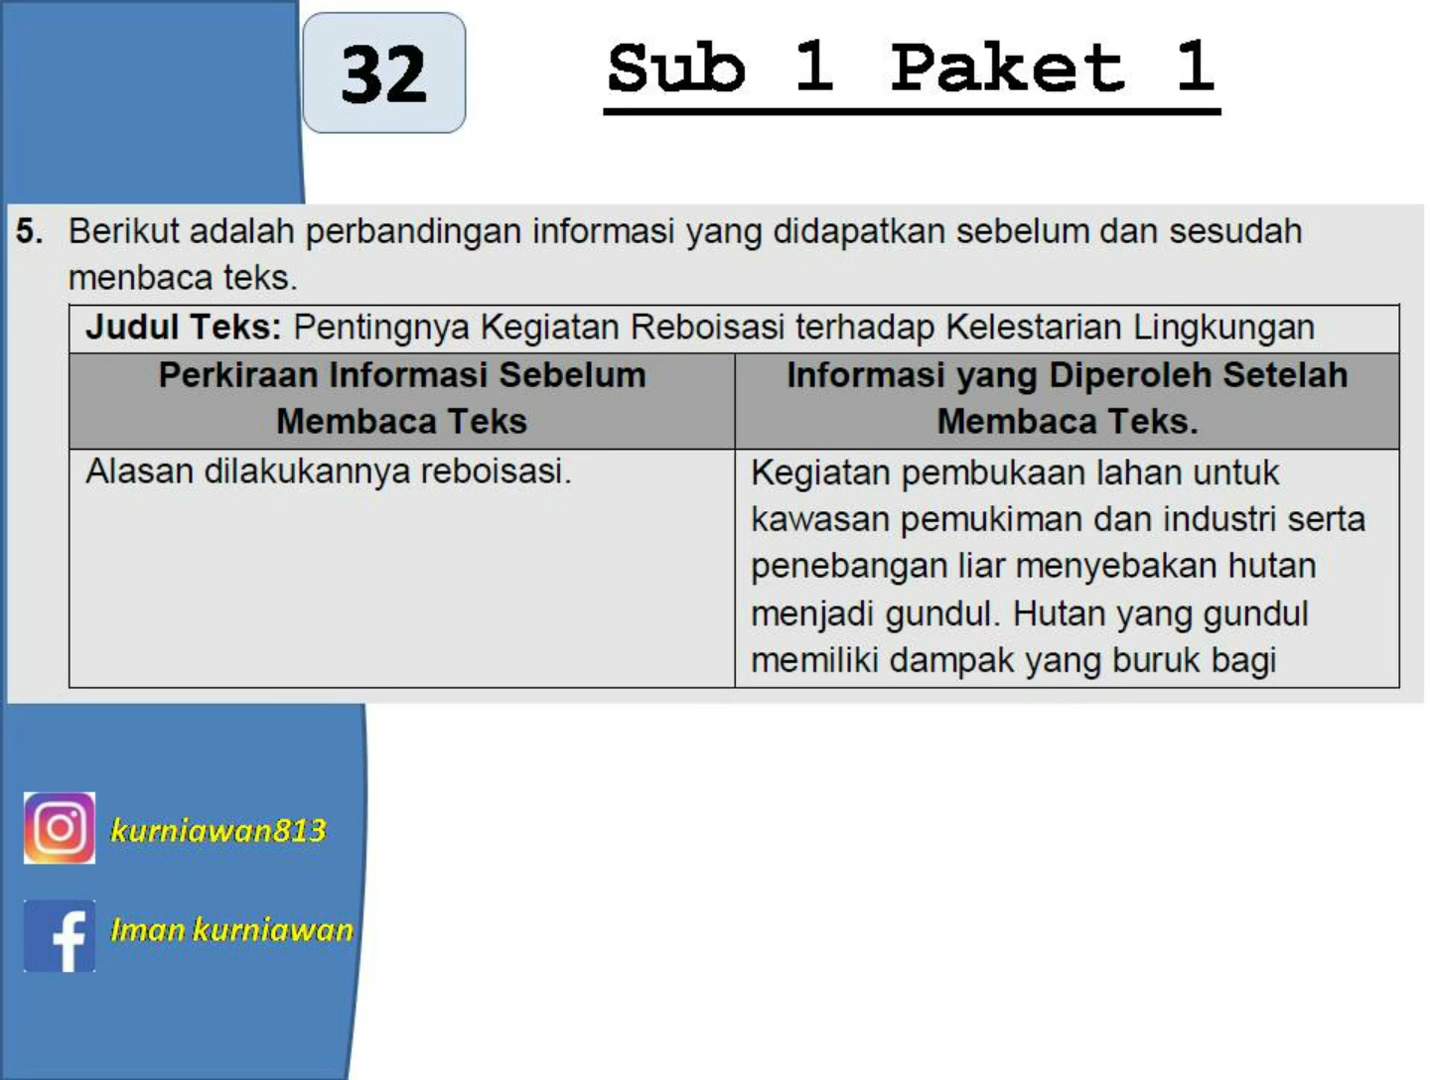 32
Sub 1 Paket 1
5. Berikut adalah perbandingan informasi yang didapatkan sebelum dan sesudah
menbaca teks.
Judul Teks: Pentingnya Kegiatan Reboisasi terhadap Kelestarian Lingkungan
Perkiraan Informasi Sebelum
Membaca Teks
Informasi yang Diperoleh Setelah
Membaca Teks.
Alasan dilakukannya reboisasi.
Kegiatan pembukaan lahan untuk
kawasan pemukiman dan industri serta
penebangan liar menyebakan hutan
menjadi gundul. Hutan yang gundul
memiliki dampak yang buruk bagi
kurniawan813
Iman kurniawan